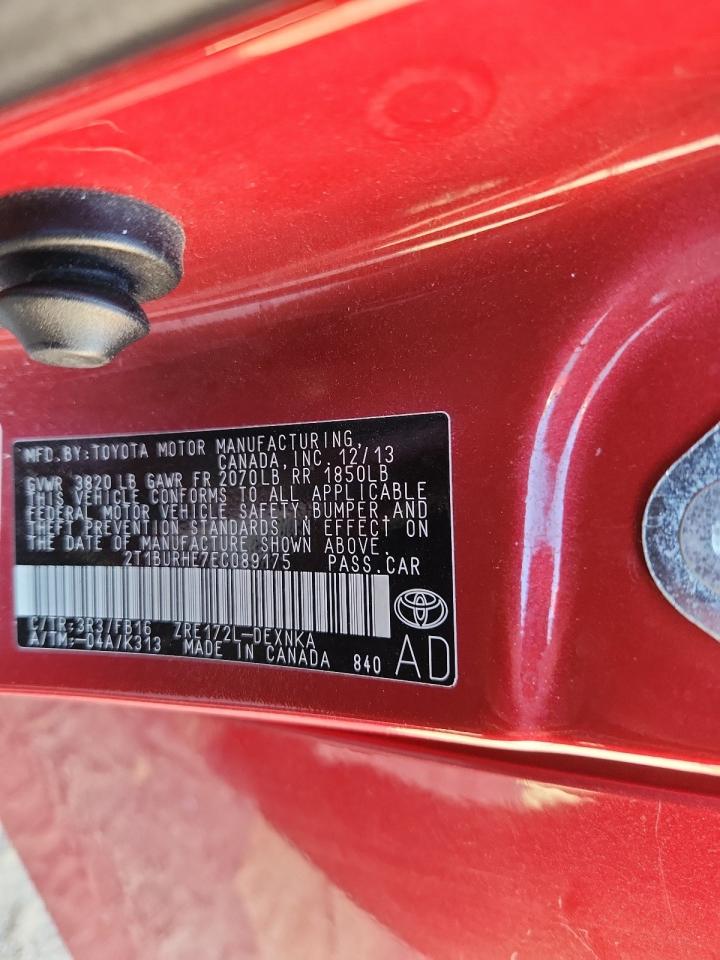 MFD.BY:TOYOTA MOTOR MANUFACTURING,
CANADA, INC. 12/13
GVWR 3820 LB GAWR FR 2070LB RR 1850LB
THIS VEHICLE CONFORMS TO ALL APPLICABLE
FEDERAL MOTOR VEHICLE SAFETY, BUMPER, AND
THEFT PREVENTION STANDARDS IN EFFECT ON
THE DATE OF MANUFACTURE SHOWN ABOVE.
2T1BURHE7EC089175 PASS.CAR
C/TR:3R3/FB16 ZRE172L-DEXNKA
A/TM:-04A/K313 MADE IN CANADA 840 AD